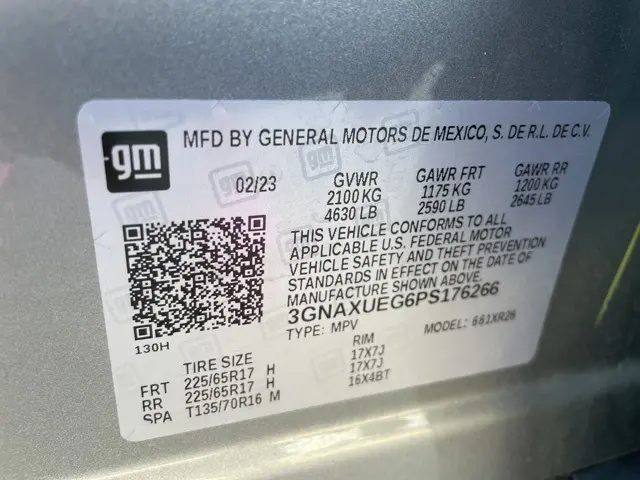 gm
MFD BY GENERAL MOTORS DE MEXICO, S. DE R.L. DE C.V.
02/23 GVWR GAWR FRT GAWR RR
2100 KG 1175 KG 1200 KG
4630 LB 2590 LB 2645 LB
THIS VEHICLE CONFORMS TO ALL
APPLICABLE U.S. FEDERAL MOTOR
VEHICLE SAFETY AND THEFT PREVENTION
STANDARDS IN EFFECT ON THE DATE OF
MANUFACTURE SHOWN ABOVE.
3GNAXUEG6PS176266
TYPE: MPV MODEL: 661XR26
130H
TIRE SIZE RIM
FRT 225/65R17 H 17X7J
RR 225/65R17 H 17X7J
SPA T135/70R16 M 16X4BT